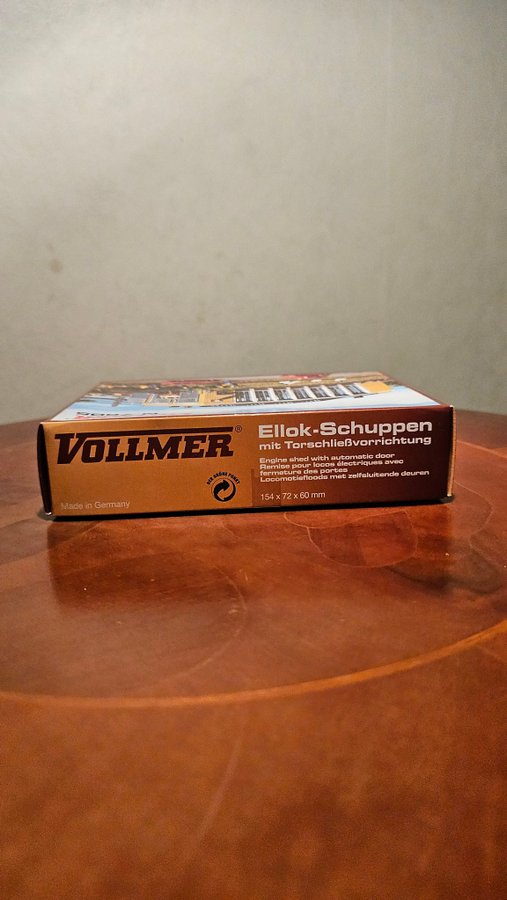 VOLLMER®
Made in Germany
Ellok-Schuppen
mit Torschließvorrichtung
Engine shed with automatic door
Remise pour locos électriques avec
fermeture des portes
Locomotiefloods met zelfsluitende deuren
154 x 72 x 60 mm